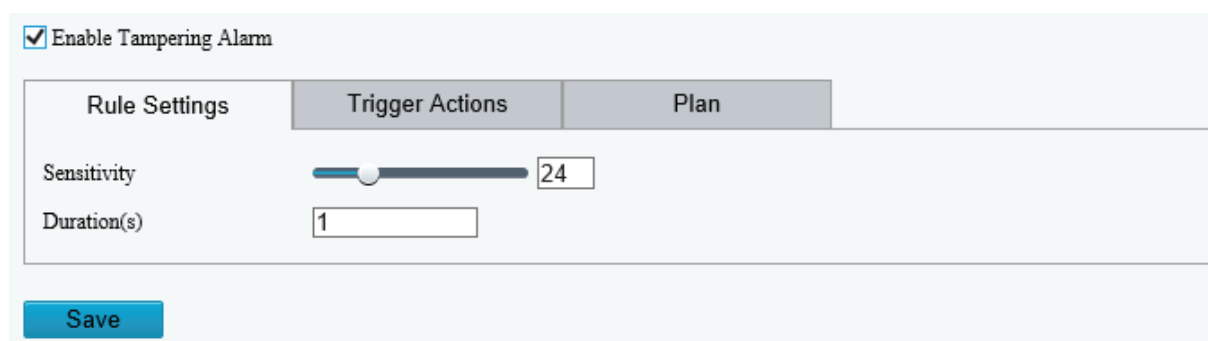 Enable Tampering Alarm
Rule Settings Trigger Actions Plan
Sensitivity 24
Duration(s) 1
Save